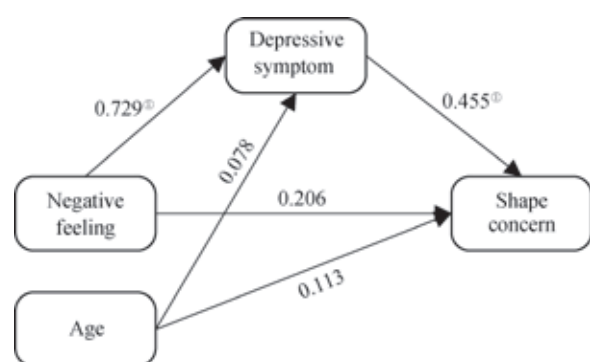 Depressive
symptom
0.729①
0.455①
0.078
Negative
feeling
0.206
Shape
concern
0.113
Age